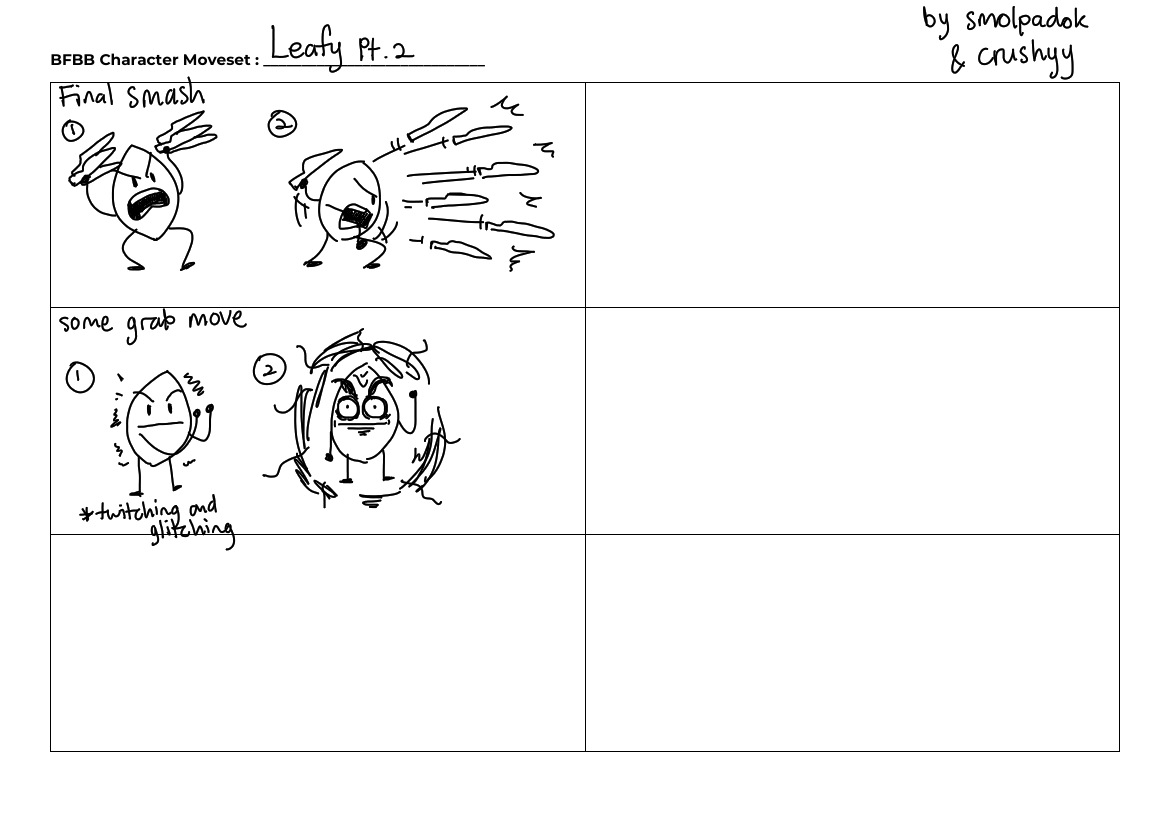 by smolpadok
& crushyy
BFBB Character Moveset : Leafy Pt.2
Final smash
1 2
some grab move
1 2
*twitching and
glitching